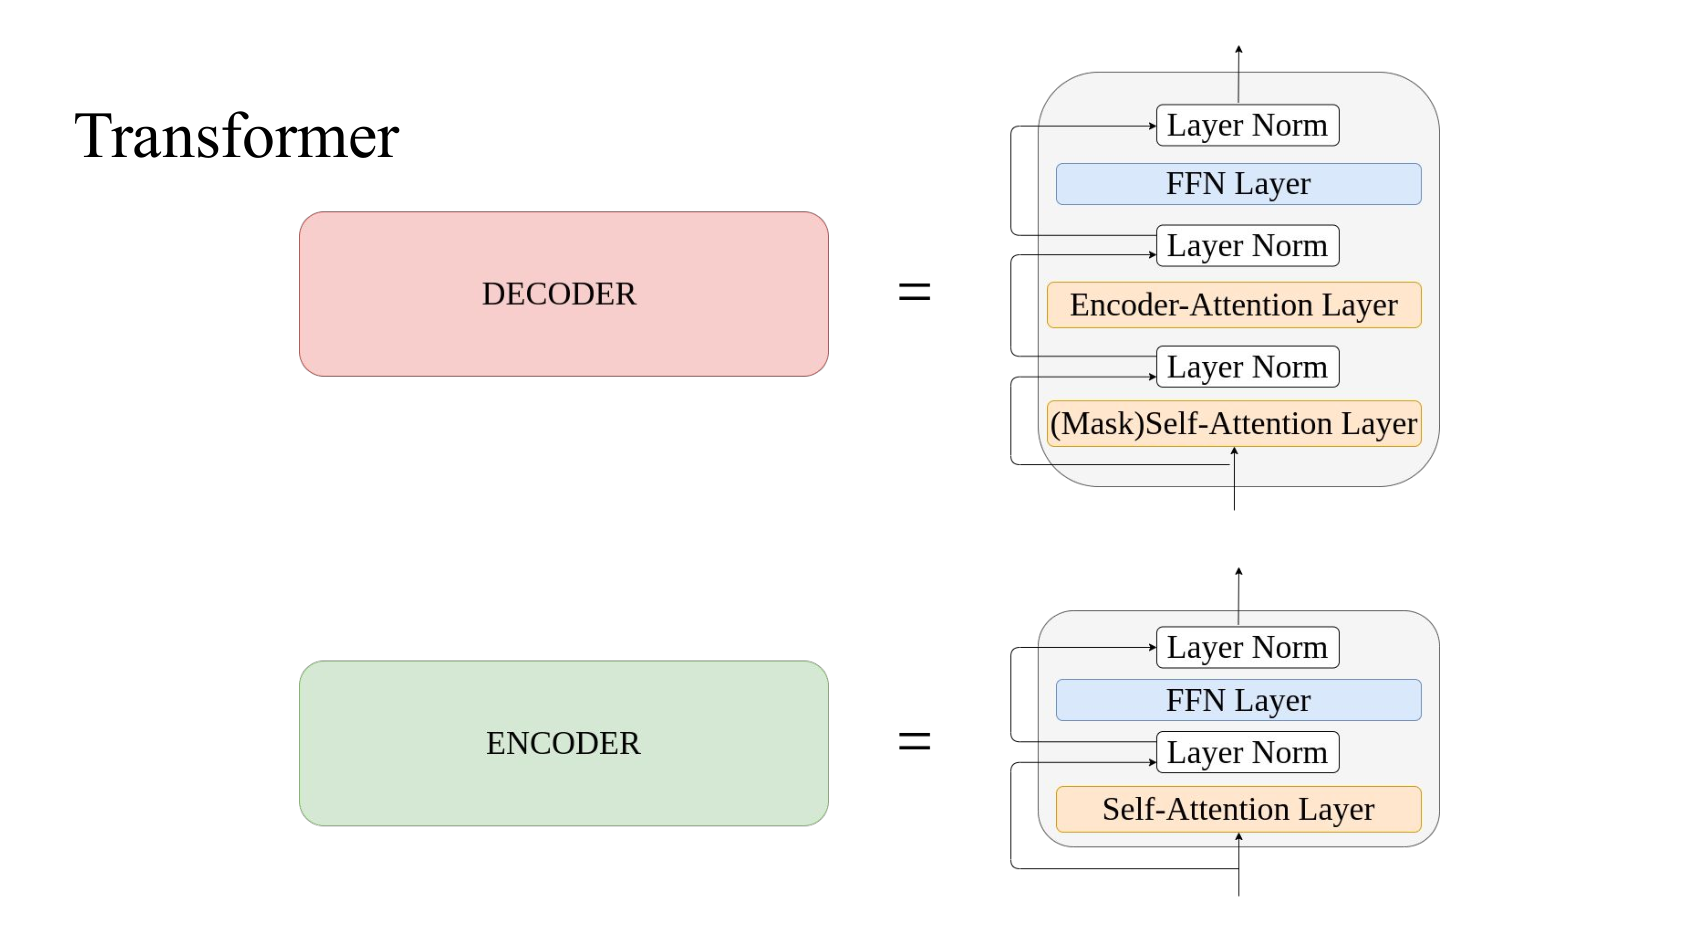 Transformer
DECODER
=
Layer Norm
FFN Layer
Layer Norm
Encoder-Attention Layer
Layer Norm
(Mask)Self-Attention Layer
ENCODER
=
Layer Norm
FFN Layer
Layer Norm
Self-Attention Layer